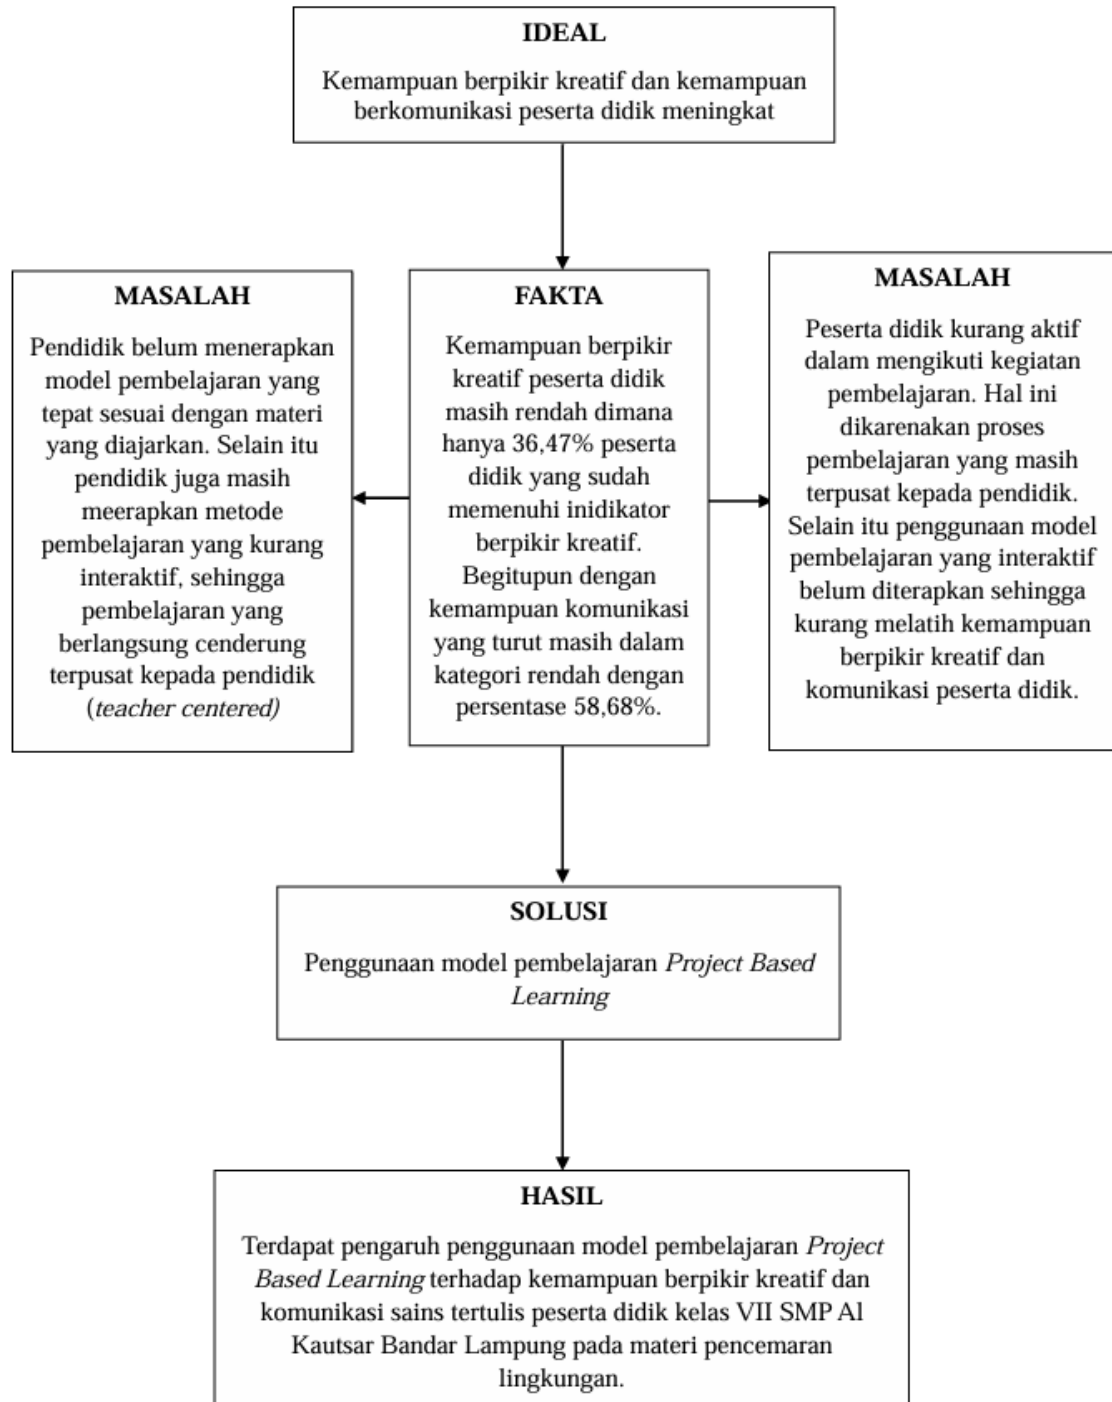 IDEAL
Kemampuan berpikir kreatif dan kemampuan
berkomunikasi peserta didik meningkat
MASALAH
Pendidik belum menerapkan
model pembelajaran yang
tepat sesuai dengan materi
yang diajarkan. Selain itu
pendidik juga masih
meerapkan metode
pembelajaran yang kurang
interaktif, sehingga
pembelajaran yang
berlangsung cenderung
terpusat kepada pendidik
(teacher centered)
FAKTA
Kemampuan berpikir
kreatif peserta didik
masih rendah dimana
hanya 36,47% peserta
didik yang sudah
memenuhi inidikator
berpikir kreatif.
Begitupun dengan
kemampuan komunikasi
yang turut masih dalam
kategori rendah dengan
persentase 58,68%.
MASALAH
Peserta didik kurang aktif
dalam mengikuti kegiatan
pembelajaran. Hal ini
dikarenakan proses
pembelajaran yang masih
terpusat kepada pendidik.
Selain itu penggunaan model
pembelajaran yang interaktif
belum diterapkan sehingga
kurang melatih kemampuan
berpikir kreatif dan
komunikasi peserta didik.
SOLUSI
Penggunaan model pembelajaran Project Based
Learning
HASIL
Terdapat pengaruh penggunaan model pembelajaran Project
Based Learning terhadap kemampuan berpikir kreatif dan
komunikasi sains tertulis peserta didik kelas VII SMP Al
Kautsar Bandar Lampung pada materi pencemaran
lingkungan.